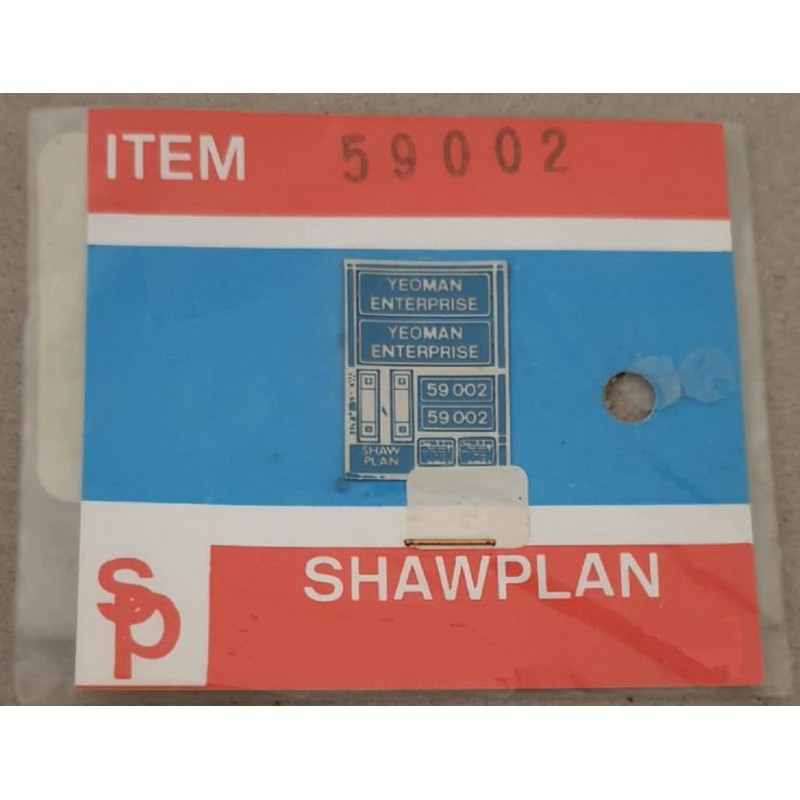 ITEM 59002
YEOMAN
ENTERPRISE
YEOMAN
ENTERPRISE
59 002
59 002
SHAW
PLAN
SP
SHAWPLAN